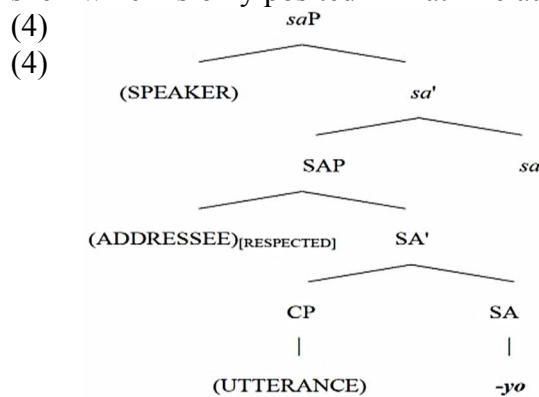 (4) saP
(4)
(SPEAKER) sa'
SAP sa
(ADDRESSEE)[RESPECTED] SA'
CP SA
(UTTERANCE) -yo